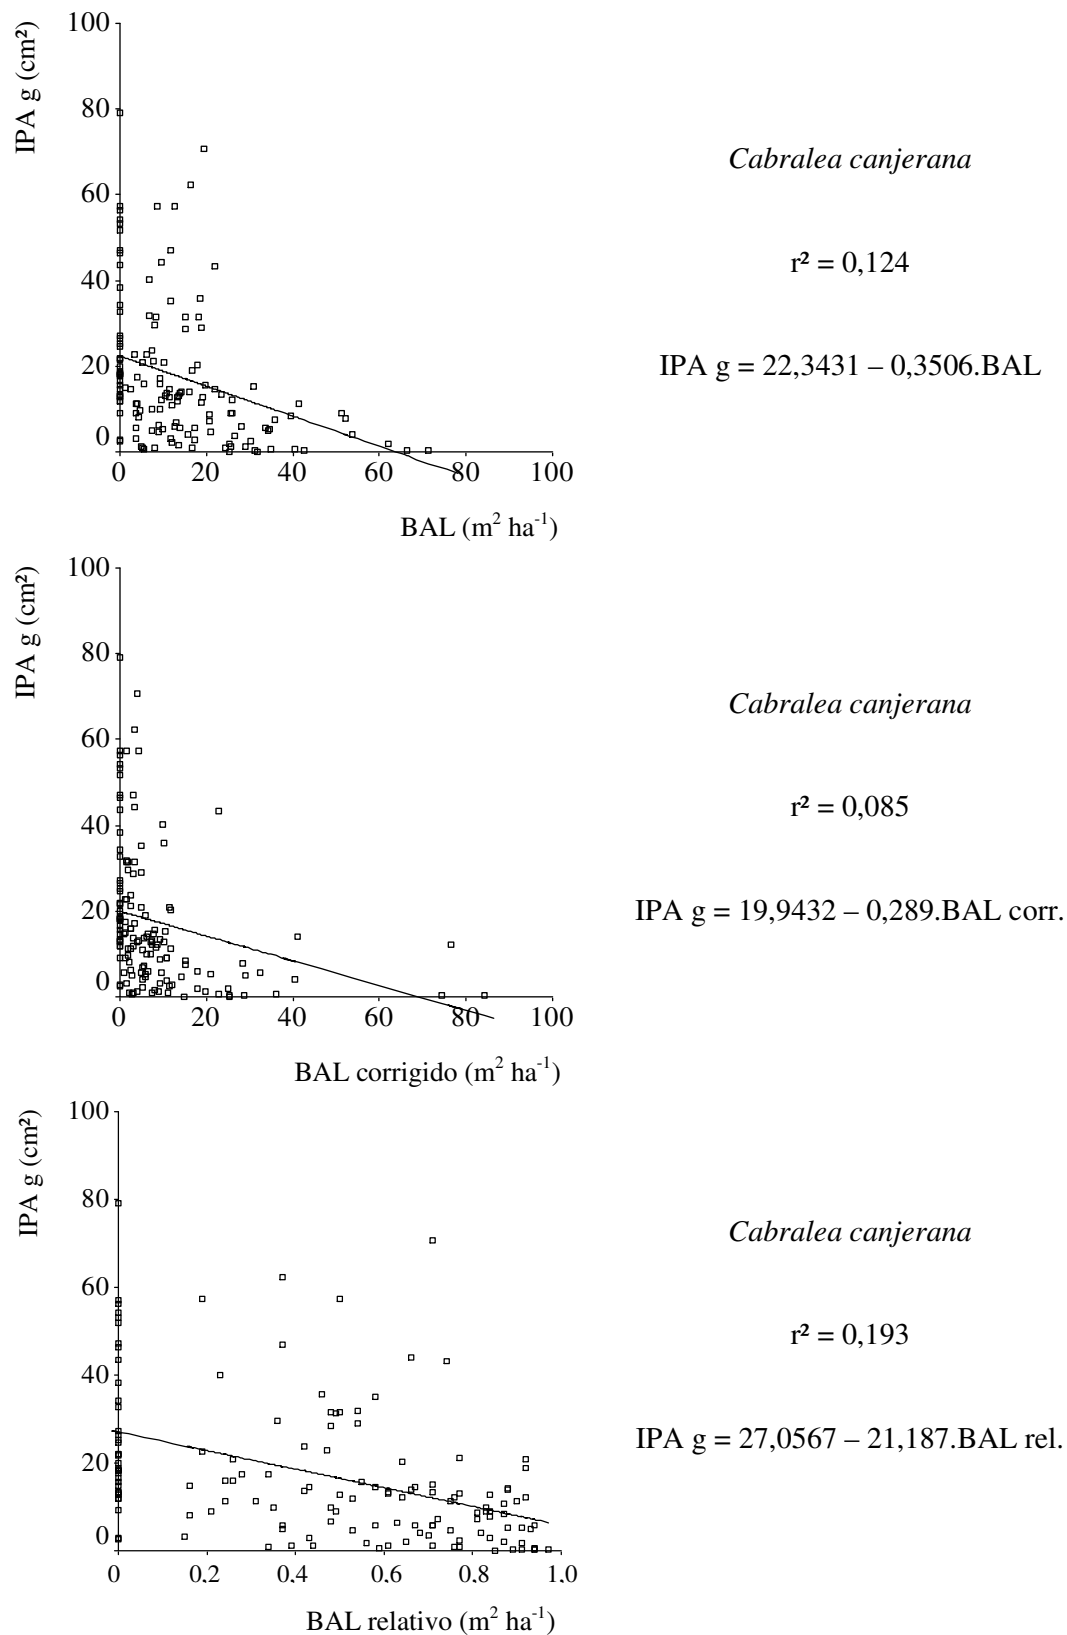 IPA g (cm²)
100
80
60
40
20
0
0 20 40 60 80 100
BAL (m² ha⁻¹)
Cabralea canjerana
r² = 0,124
IPA g = 22,3431 – 0,3506.BAL
IPA g (cm²)
100
80
60
40
20
0
0 20 40 60 80 100
BAL corrigido (m² ha⁻¹)
Cabralea canjerana
r² = 0,085
IPA g = 19,9432 – 0,289.BAL corr.
IPA g (cm²)
100
80
60
40
20
0
0 0,2 0,4 0,6 0,8 1,0
BAL relativo (m² ha⁻¹)
Cabralea canjerana
r² = 0,193
IPA g = 27,0567 – 21,187.BAL rel.